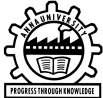 ANNA UNIVERSITY
PROGRESS THROUGH KNOWLEDGE